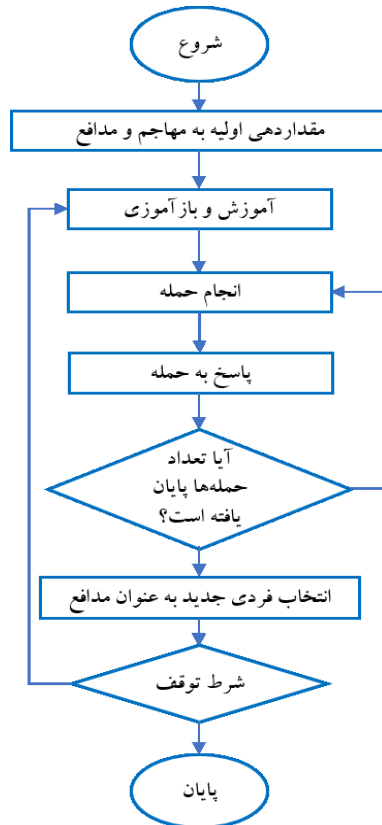 شروع
مقداردهی اولیه به مهاجم و مدافع
آموزش و بازآموزی
انجام حمله
پاسخ به حمله
آیا تعداد
حمله‌ها پایان
یافته است؟
انتخاب فردی جدید به عنوان مدافع
شرط توقف
پایان